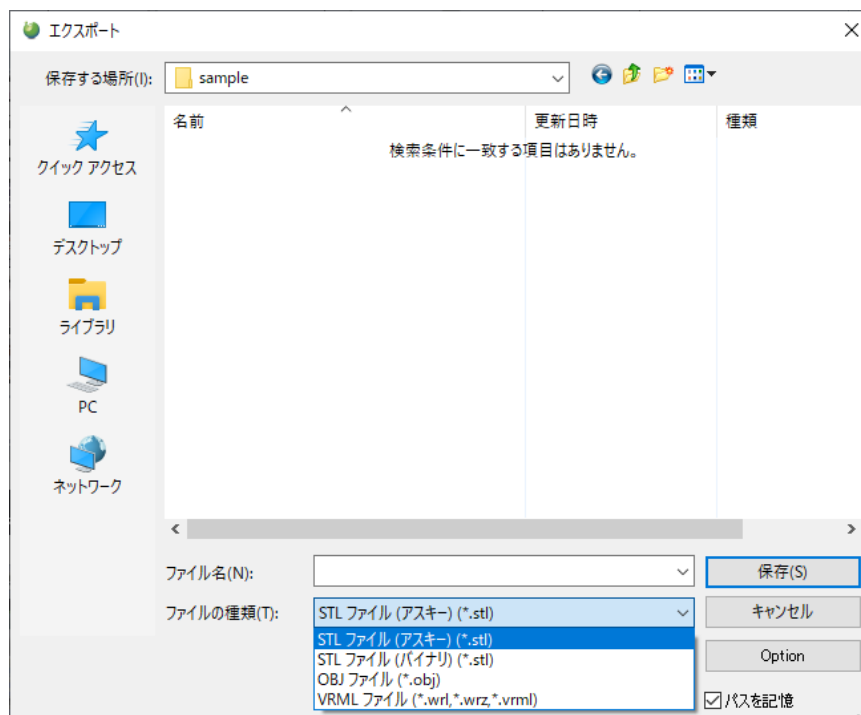 エクスポート
保存する場所(I):
sample
名前
更新日時
種類
検索条件に一致する項目はありません。
クイック アクセス
デスクトップ
ライブラリ
PC
ネットワーク
ファイル名(N):
保存(S)
ファイルの種類(T):
STL ファイル (アスキー) (*.stl)
キャンセル
STL ファイル (アスキー) (*.stl)
STL ファイル (バイナリ) (*.stl)
OBJ ファイル (*.obj)
VRML ファイル (*.wrl,*.wrz,*.vrml)
Option
パスを記憶